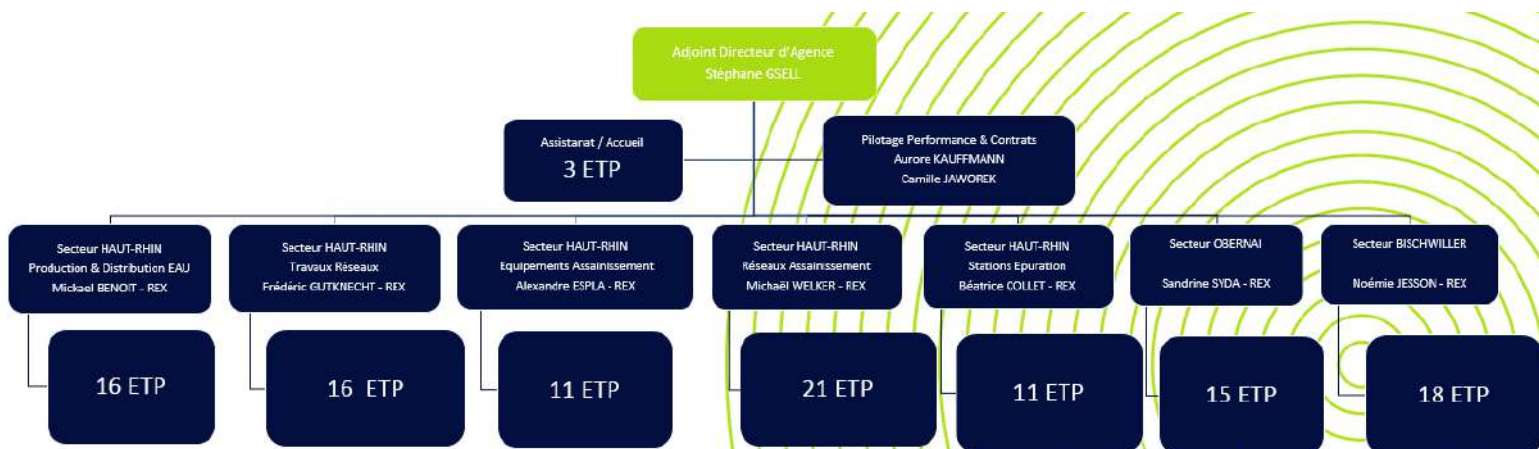 Adjoint Directeur d'Agence
Stéphane GSELL
Assistanat / Accueil
3 ETP
Pilotage Performance & Contrats
Aurore KAUFFMANN
Camille JAWOREK
Secteur HAUT-RHIN
Production & Distribution EAU
Mickael BENOIT - REX
Secteur HAUT-RHIN
Travaux Réseaux
Frédéric GUTKNECHT - REX
Secteur HAUT-RHIN
Equipements Assainissement
Alexandre ESPLA - REX
Secteur HAUT-RHIN
Réseaux Assainissement
Michaël WELKER - REX
Secteur HAUT-RHIN
Stations Epuration
Béatrice COLLET - REX
Secteur OBERNAI
Sandrine SYDA - REX
Secteur BISCHWILLER
Noémie JESSON - REX
16 ETP
16 ETP
11 ETP
21 ETP
11 ETP
15 ETP
18 ETP